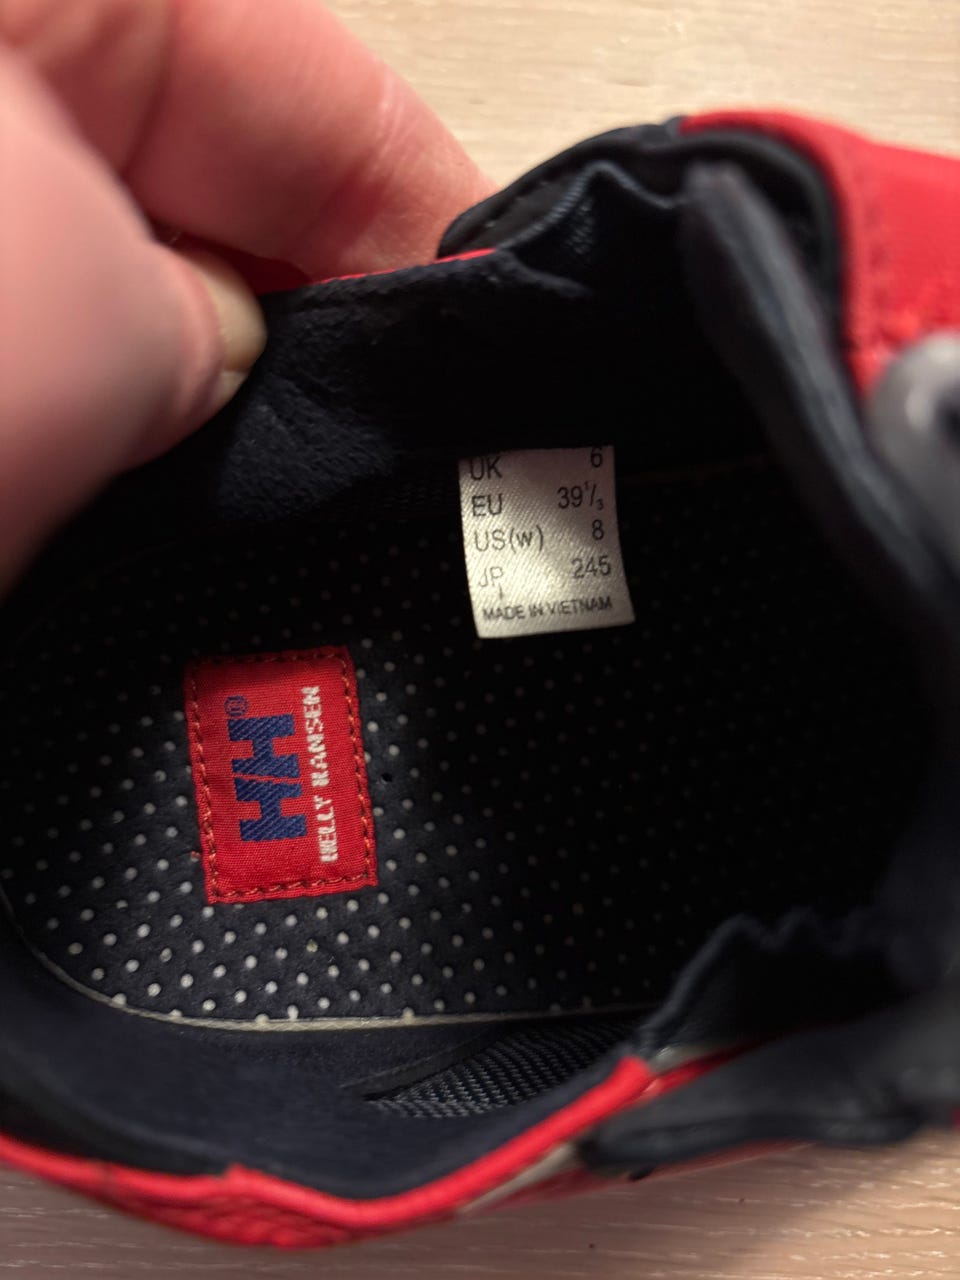 UK 6
EU 39⅓
US(w) 8
JP 245
MADE IN VIETNAM
HH®
HELLY HANSEN